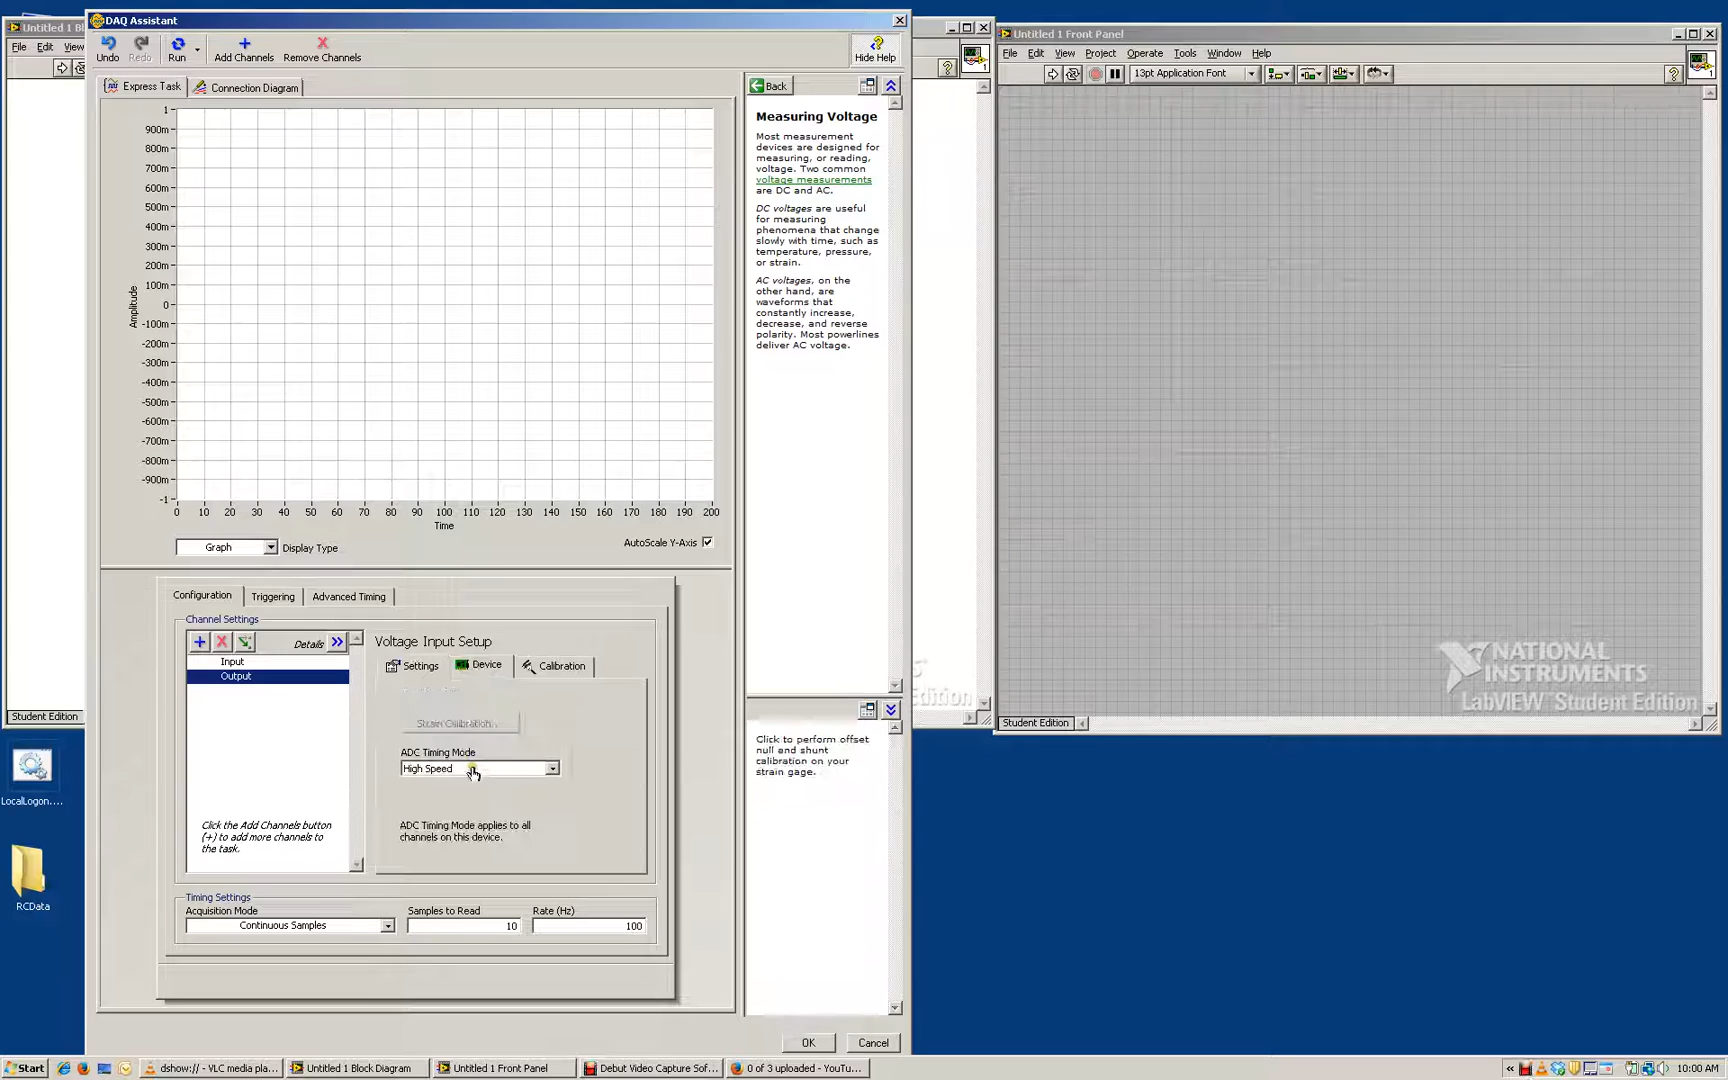 DAQ Assistant
Untitled 1 Bl
File Edit View
Undo Redo Run Add Channels Remove Channels Hide Help
Express Task Connection Diagram
1
900m
800m
700m
600m
500m
400m
300m
200m
100m
0
-100m
-200m
-300m
-400m
-500m
-600m
-700m
-800m
-900m
-1
Amplitude
0 10 20 30 40 50 60 70 80 90 100 110 120 130 140 150 160 170 180 190 200
Time
Graph Display Type
AutoScale Y-Axis
Configuration Triggering Advanced Timing
Channel Settings
Details
Input
Output
Click the Add Channels button
(+) to add more channels to
the task.
Voltage Input Setup
Settings Device Calibration
Strain Calibration...
ADC Timing Mode
High Speed
ADC Timing Mode applies to all
channels on this device.
Timing Settings
Acquisition Mode Samples to Read Rate (Hz)
Continuous Samples 10 100
OK Cancel
Back
Measuring Voltage
Most measurement
devices are designed for
measuring, or reading,
voltage. Two common
voltage measurements
are DC and AC.
DC voltages are useful
for measuring
phenomena that change
slowly with time, such as
temperature, pressure,
or strain.
AC voltages, on the
other hand, are
waveforms that
constantly increase,
decrease, and reverse
polarity. Most powerlines
deliver AC voltage.
Click to perform offset
null and shunt
calibration on your
strain gage.
Student Edition
dition
Untitled 1 Front Panel
File Edit View Project Operate Tools Window Help
13pt Application Font
NATIONAL
INSTRUMENTS
LabVIEW Student Edition
Student Edition
LocalLogon....
RCData
Start
dshow:// - VLC media pla...
Untitled 1 Block Diagram
Untitled 1 Front Panel
Debut Video Capture Sof...
0 of 3 uploaded - YouTu...
10:00 AM